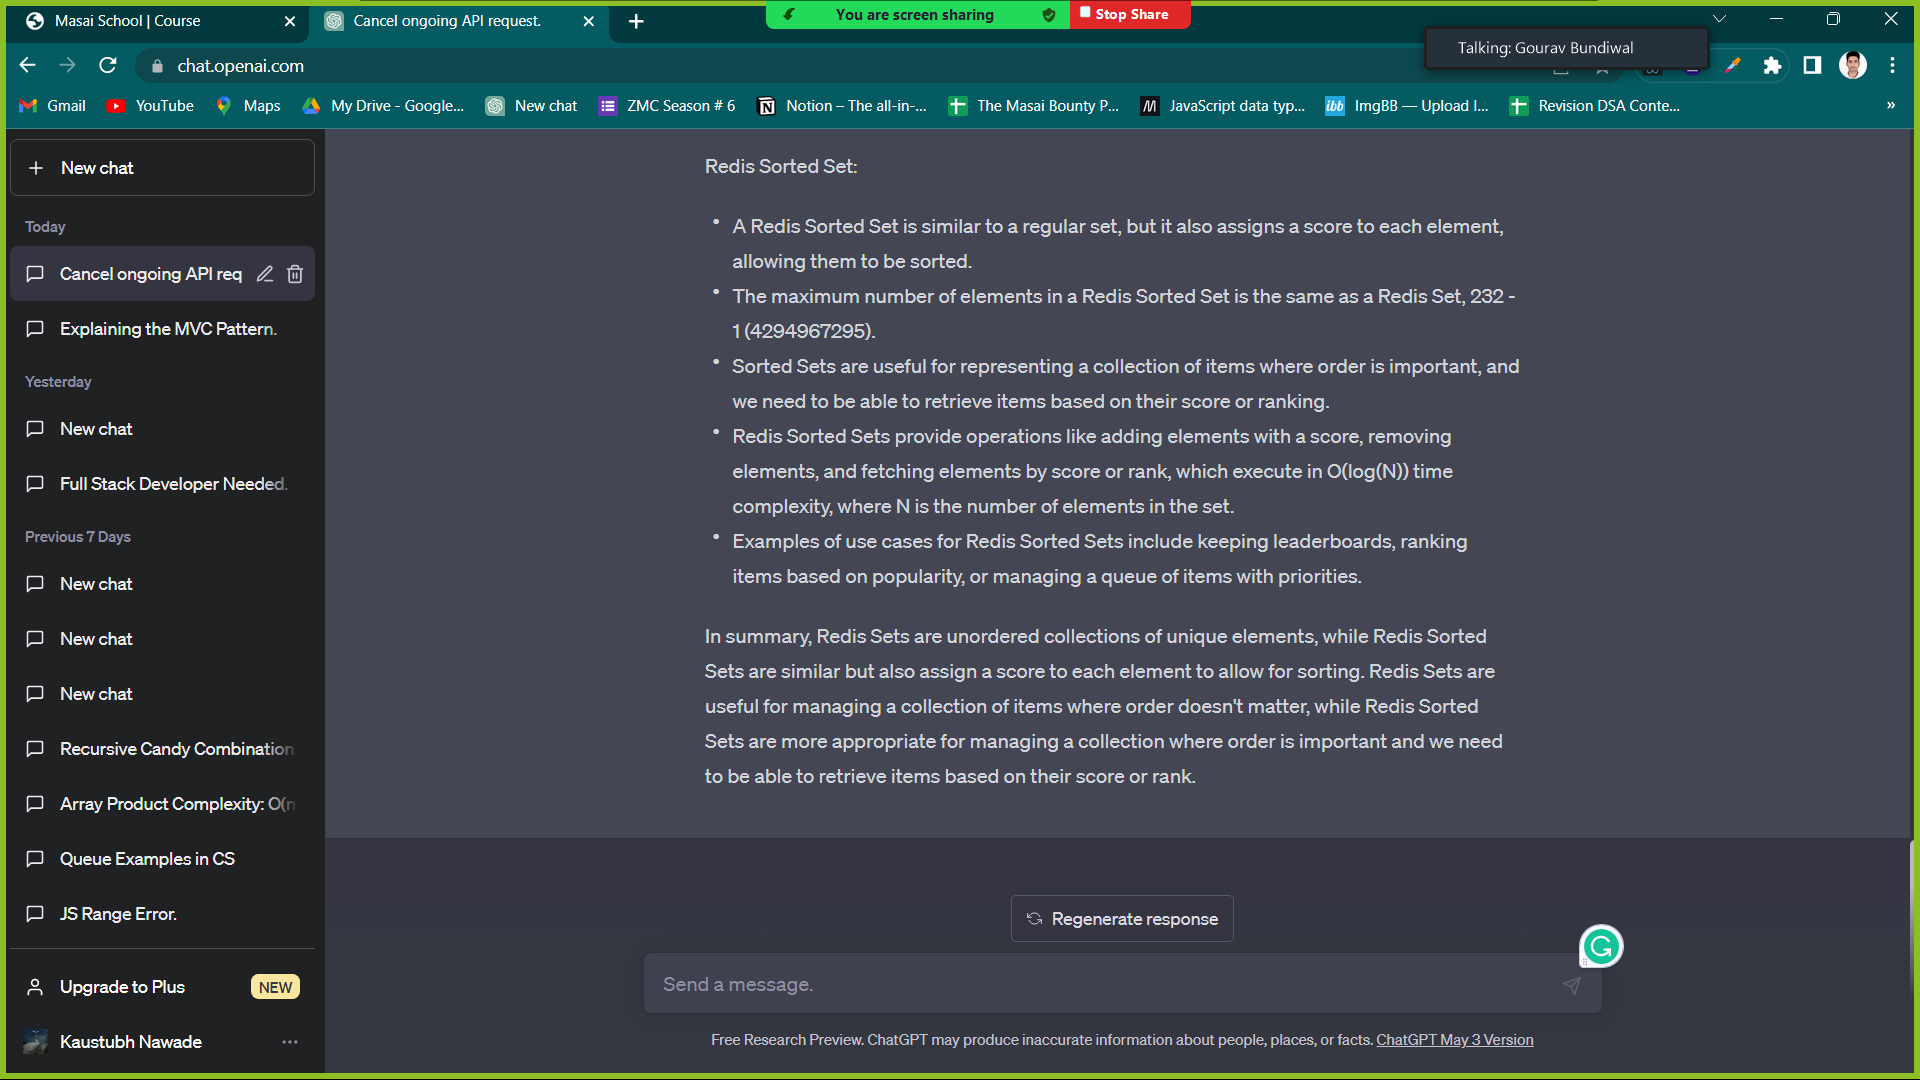 Masai School | Course
Cancel ongoing API request.
You are screen sharing
Stop Share
Talking: Gourav Bundiwal
chat.openai.com
Gmail
YouTube
Maps
My Drive - Google...
New chat
ZMC Season # 6
Notion – The all-in-...
The Masai Bounty P...
JavaScript data typ...
ImgBB — Upload I...
Revision DSA Conte...
»
New chat
Today
Cancel ongoing API req
Explaining the MVC Pattern.
Yesterday
New chat
Full Stack Developer Needed.
Previous 7 Days
New chat
New chat
New chat
Recursive Candy Combination
Array Product Complexity: O(n
Queue Examples in CS
JS Range Error.
Upgrade to Plus
NEW
Kaustubh Nawade
Redis Sorted Set:
• A Redis Sorted Set is similar to a regular set, but it also assigns a score to each element,
allowing them to be sorted.
• The maximum number of elements in a Redis Sorted Set is the same as a Redis Set, 232 -
1 (4294967295).
• Sorted Sets are useful for representing a collection of items where order is important, and
we need to be able to retrieve items based on their score or ranking.
• Redis Sorted Sets provide operations like adding elements with a score, removing
elements, and fetching elements by score or rank, which execute in O(log(N)) time
complexity, where N is the number of elements in the set.
• Examples of use cases for Redis Sorted Sets include keeping leaderboards, ranking
items based on popularity, or managing a queue of items with priorities.
In summary, Redis Sets are unordered collections of unique elements, while Redis Sorted
Sets are similar but also assign a score to each element to allow for sorting. Redis Sets are
useful for managing a collection of items where order doesn't matter, while Redis Sorted
Sets are more appropriate for managing a collection where order is important and we need
to be able to retrieve items based on their score or rank.
Regenerate response
Send a message.
Free Research Preview. ChatGPT may produce inaccurate information about people, places, or facts. ChatGPT May 3 Version